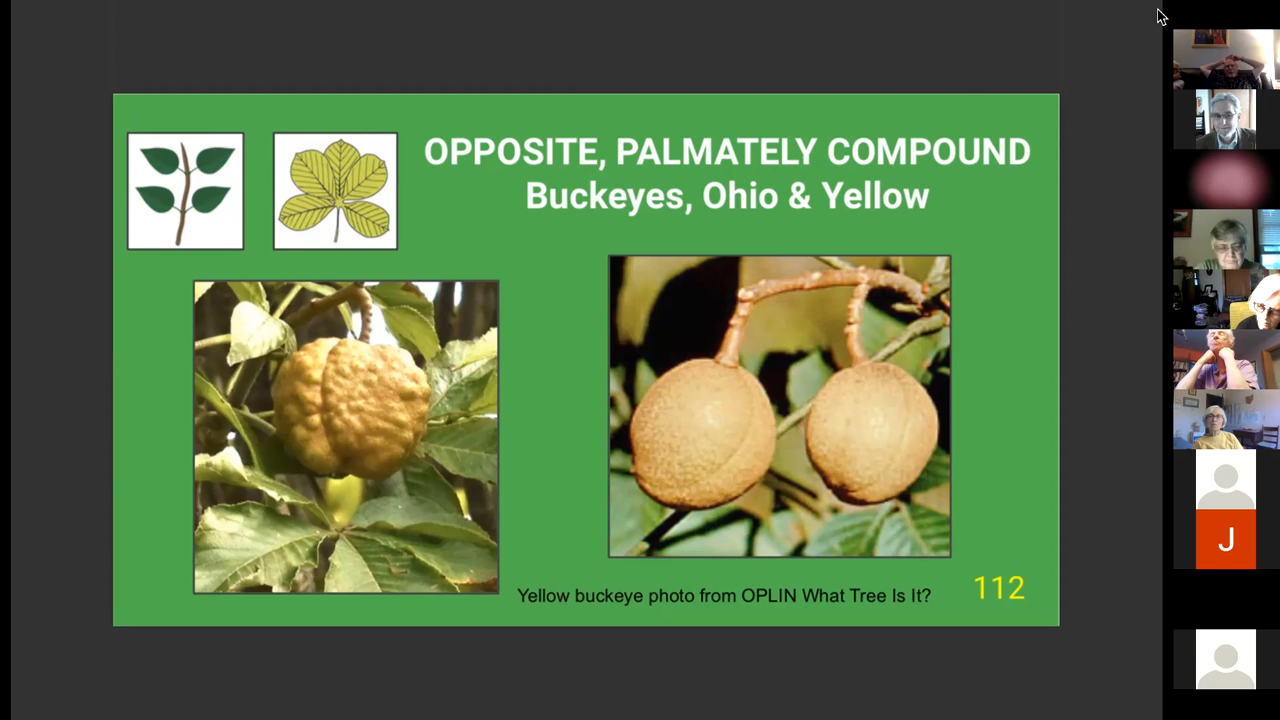 OPPOSITE, PALMATELY COMPOUND
Buckeyes, Ohio & Yellow
Yellow buckeye photo from OPLIN What Tree Is It?
112
J